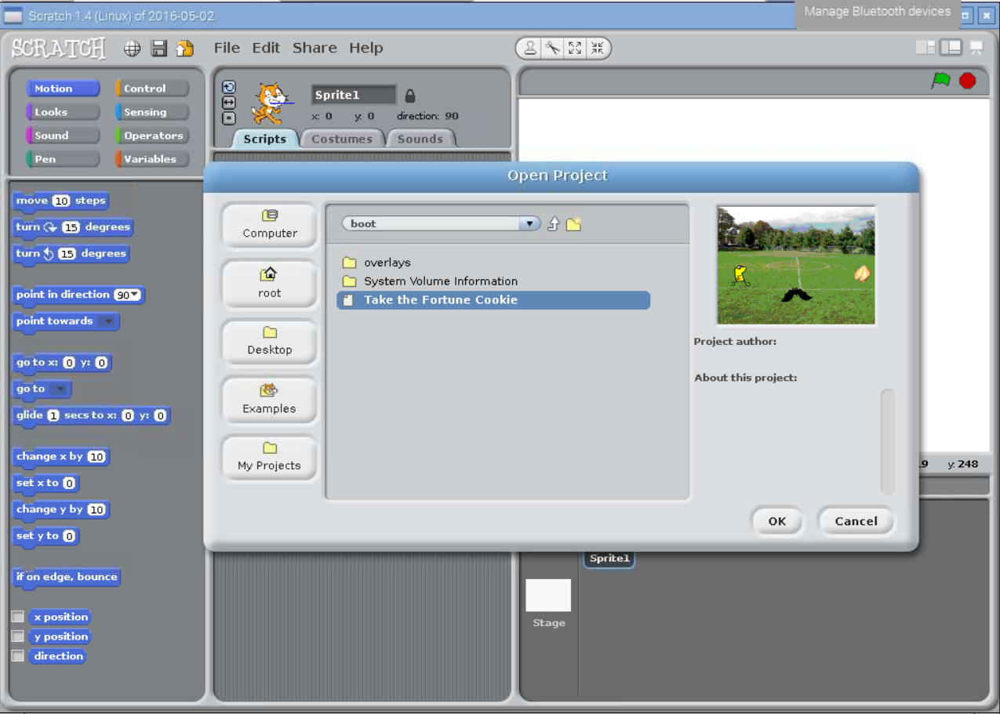 Scratch 1.4 (Linux) of 2016-05-02
Manage Bluetooth devices
SCRATCH File Edit Share Help
Motion Control
Looks Sensing
Sound Operators
Pen Variables
Sprite1
x: 0 y: 0 direction: 90
Scripts Costumes Sounds
move 10 steps
turn 15 degrees
turn 15 degrees
point in direction 90
point towards
go to x: 0 y: 0
go to
glide 1 secs to x: 0 y: 0
change x by 10
set x to 0
change y by 10
set y to 0
if on edge, bounce
x position
y position
direction
Open Project
Computer
root
Desktop
Examples
My Projects
boot
overlays
System Volume Information
Take the Fortune Cookie
Project author:
About this project:
OK Cancel
9 y: 248
Sprite1
Stage